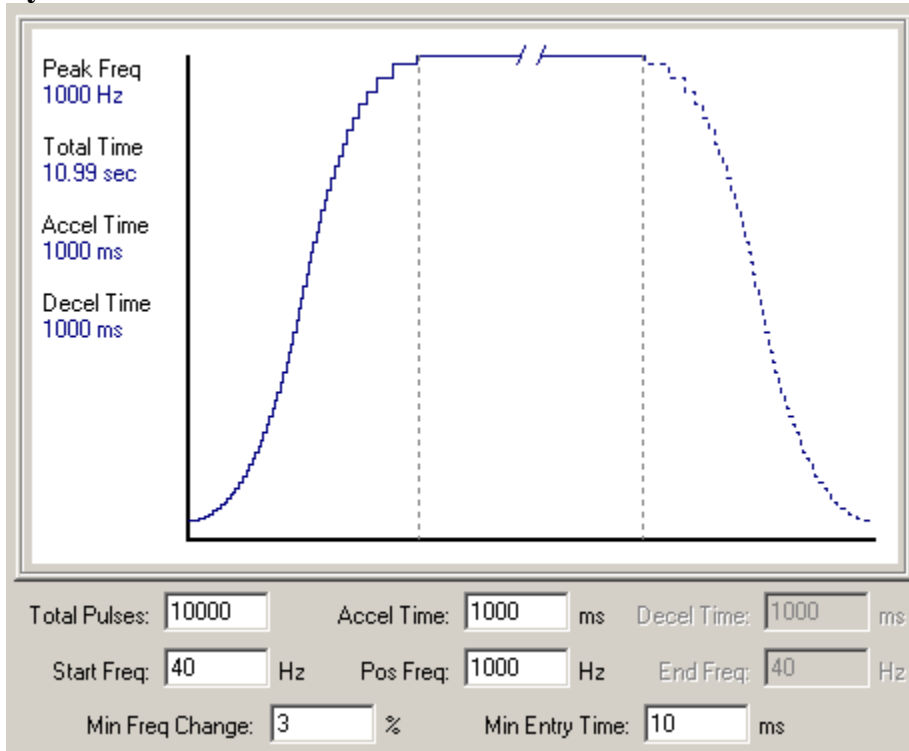 Peak Freq
1000 Hz
Total Time
10.99 sec
Accel Time
1000 ms
Decel Time
1000 ms
Total Pulses: 10000 Accel Time: 1000 ms Decel Time: 1000 ms
Start Freq: 40 Hz Pos Freq: 1000 Hz End Freq: 40 Hz
Min Freq Change: 3 % Min Entry Time: 10 ms